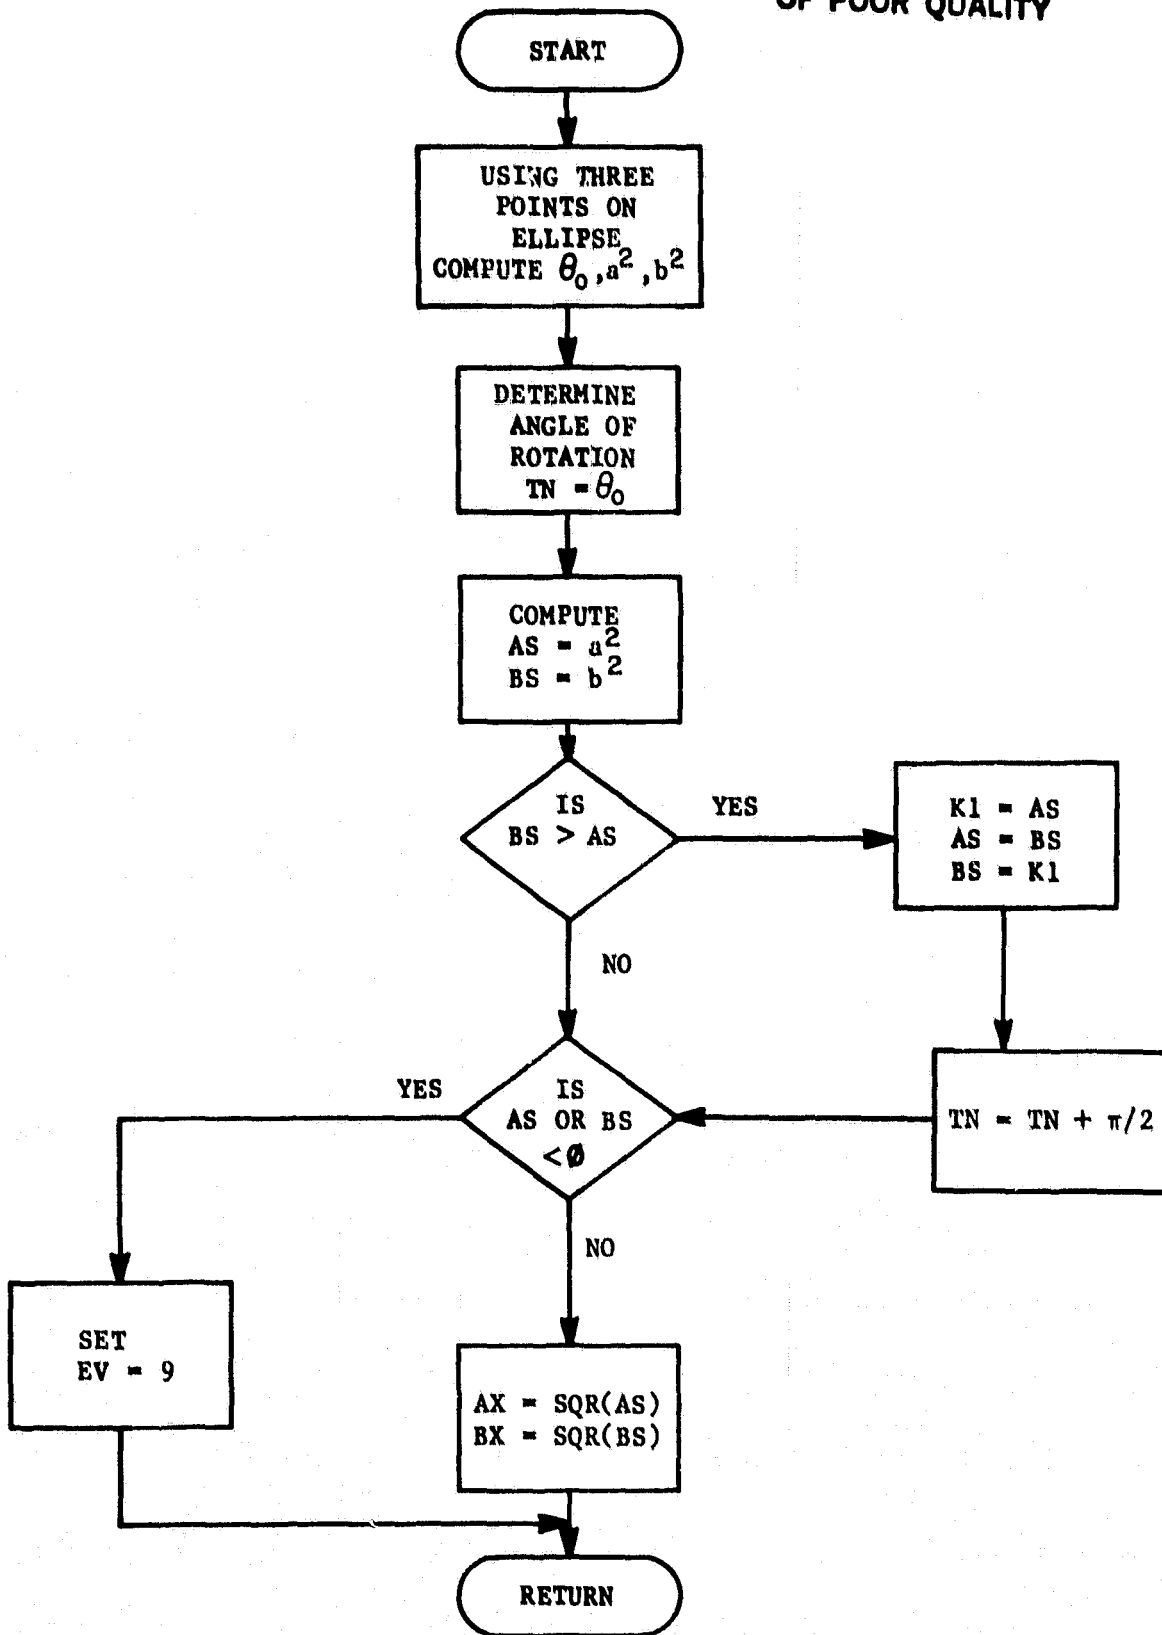 OF POOR QUALITY
START
USING THREE
POINTS ON
ELLIPSE
COMPUTE θ₀,a²,b²
DETERMINE
ANGLE OF
ROTATION
TN = θ₀
COMPUTE
AS = a²
BS = b²
IS
BS > AS
YES
K1 = AS
AS = BS
BS = K1
NO
TN = TN + π/2
IS
AS OR BS
<Ø
YES
NO
SET
EV = 9
AX = SQR(AS)
BX = SQR(BS)
RETURN